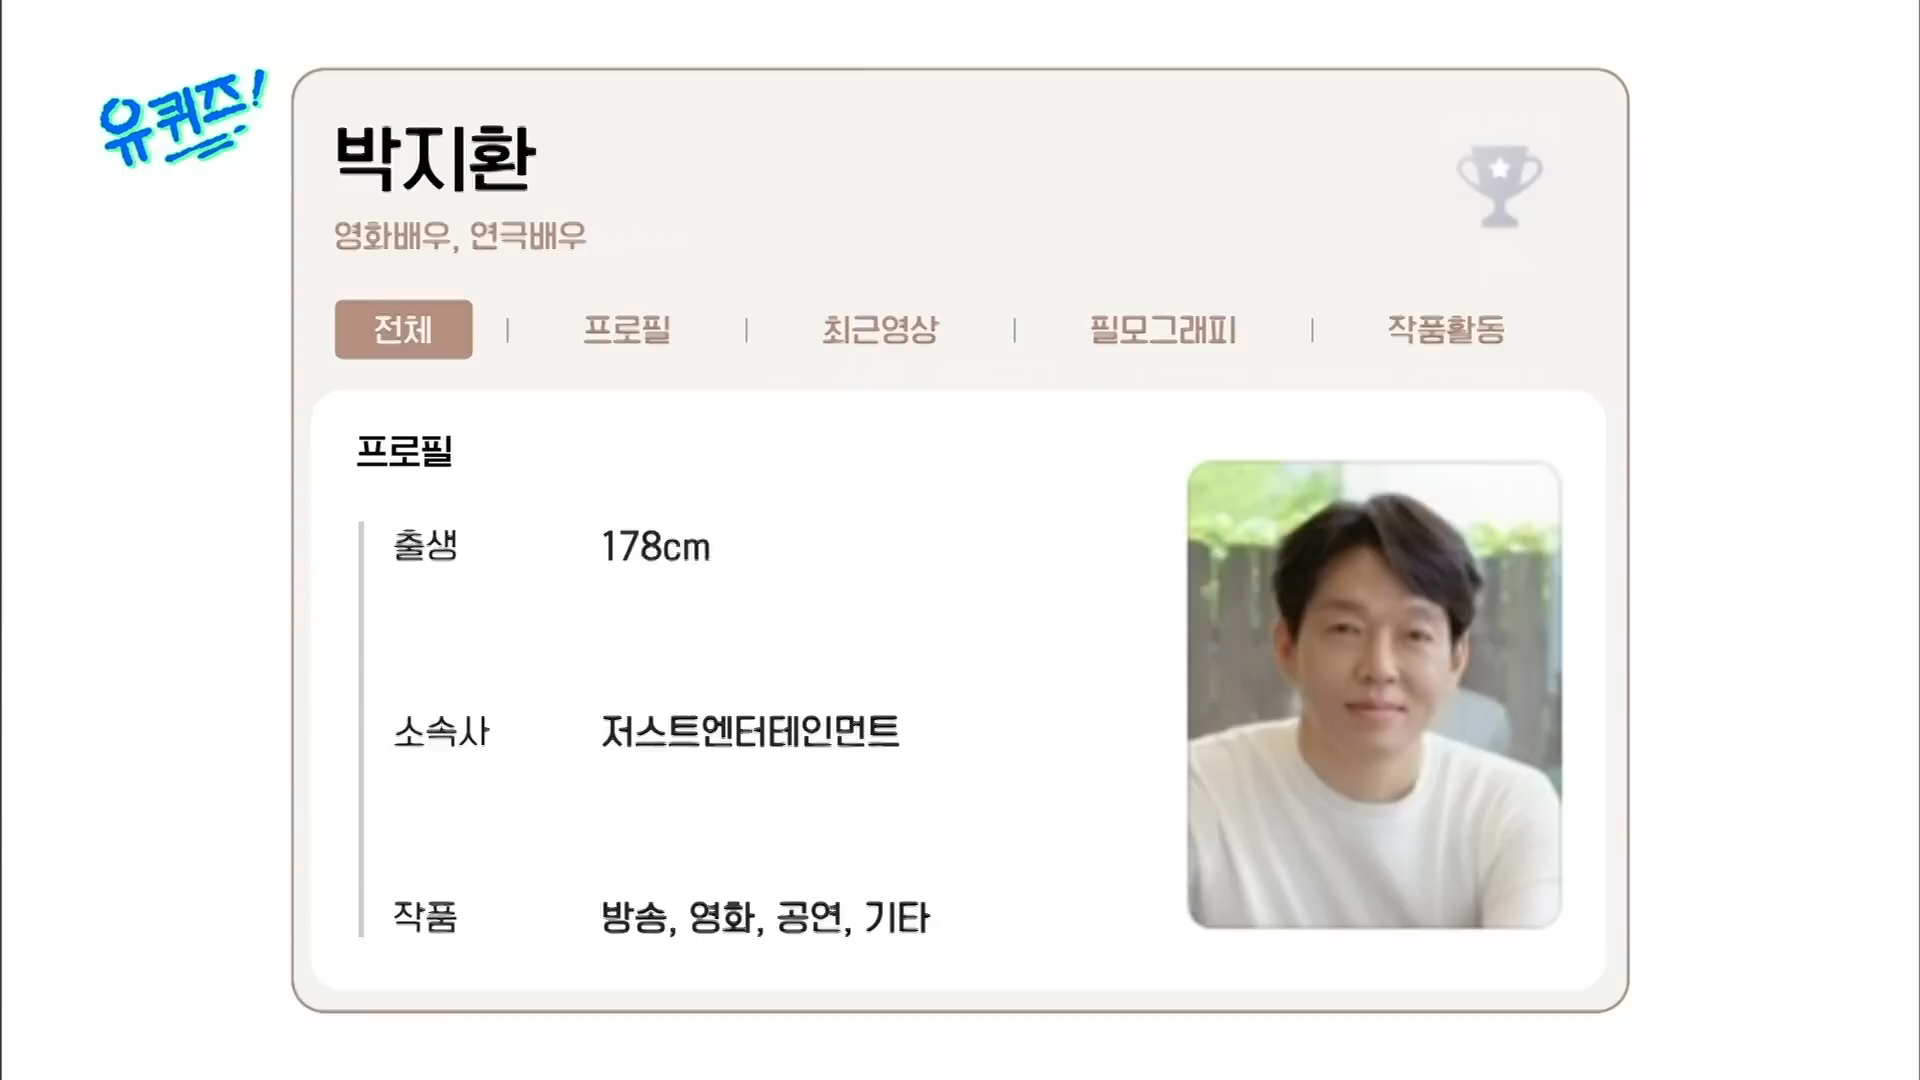 유퀴즈!
박지환
영화배우, 연극배우
전체 | 프로필 | 최근영상 | 필모그래피 | 작품활동
프로필
출생 178cm
소속사 저스트엔터테인먼트
작품 방송, 영화, 공연, 기타